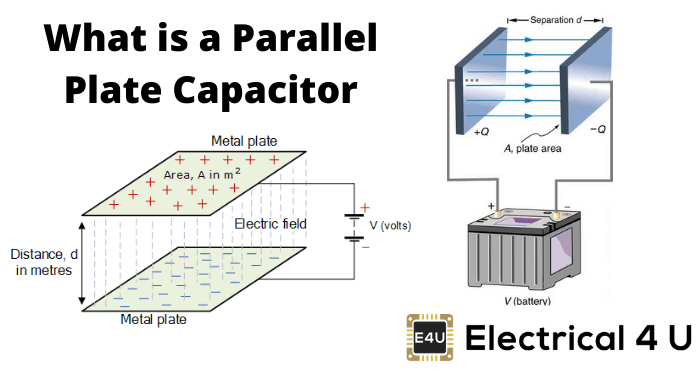 What is a Parallel
Plate Capacitor
Metal plate
Area, A in m²
Electric field
Distance, d
in metres
Metal plate
+
V (volts)
−
Separation d
+Q
−Q
A, plate area
+
−
V (battery)
E4U
Electrical 4 U